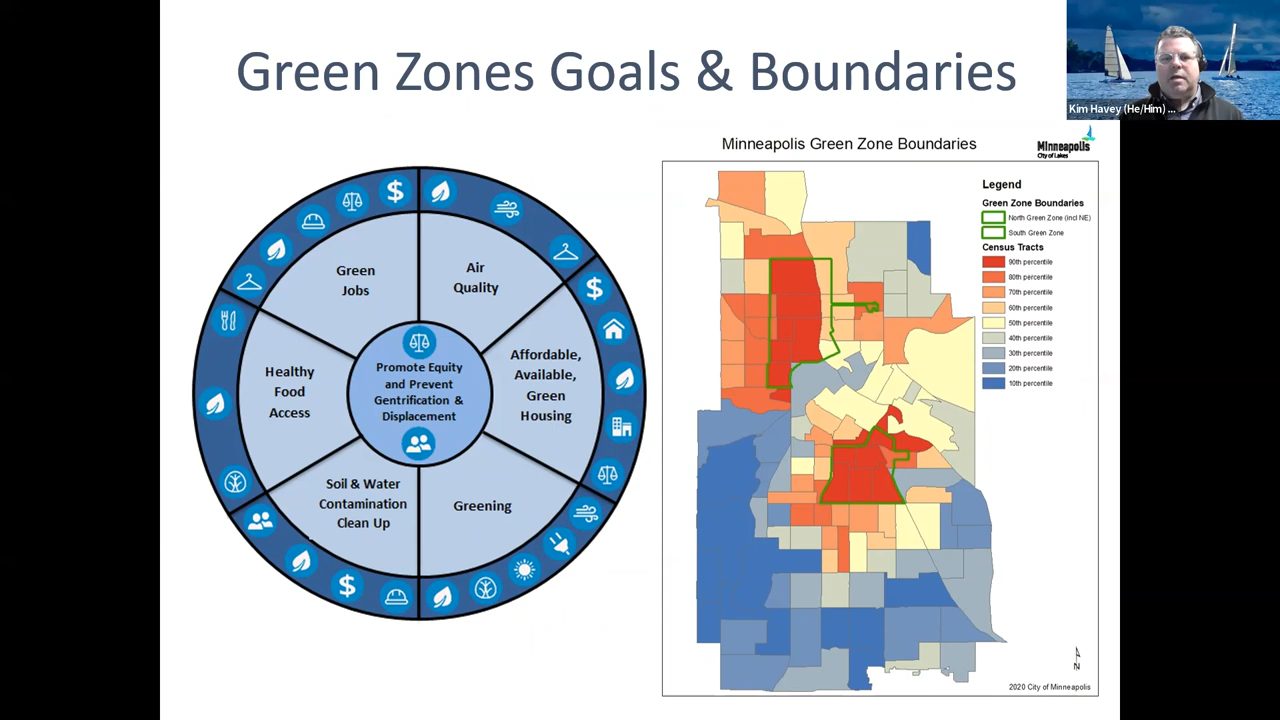 Green Zones Goals & Boundaries
Kim Havey (He/Him) ...
$
Green
Jobs
Air
Quality
$
Healthy
Food
Access
Promote Equity
and Prevent
Gentrification &
Displacement
Affordable,
Available,
Green
Housing
Soil & Water
Contamination
Clean Up
Greening
$
Minneapolis Green Zone Boundaries
Minneapolis
City of Lakes
Legend
Green Zone Boundaries
North Green Zone (incl NE)
South Green Zone
Census Tracts
90th percentile
80th percentile
70th percentile
60th percentile
50th percentile
40th percentile
30th percentile
20th percentile
10th percentile
N
2020 City of Minneapolis